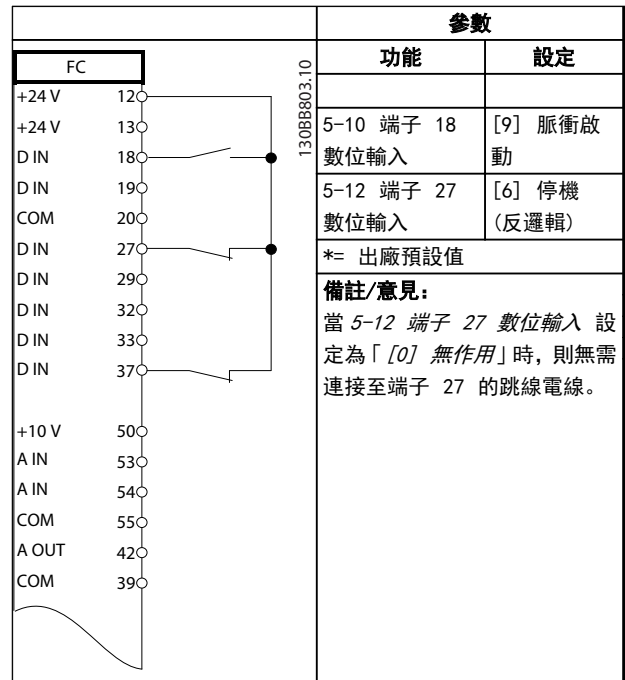 參數
功能 設定
5-10 端子 18 數位輸入
[9] 脈衝啟動
5-12 端子 27 數位輸入
[6] 停機 (反邏輯)
*= 出廠預設值
備註/意見:
當 5-12 端子 27 數位輸入 設
定為「 [0] 無作用」時, 則無需
連接至端子 27 的跳線電線。
FC
130BB803.10
+24 V 12
+24 V 13
D IN 18
D IN 19
COM 20
D IN 27
D IN 29
D IN 32
D IN 33
D IN 37
+10 V 50
A IN 53
A IN 54
COM 55
A OUT 42
COM 39